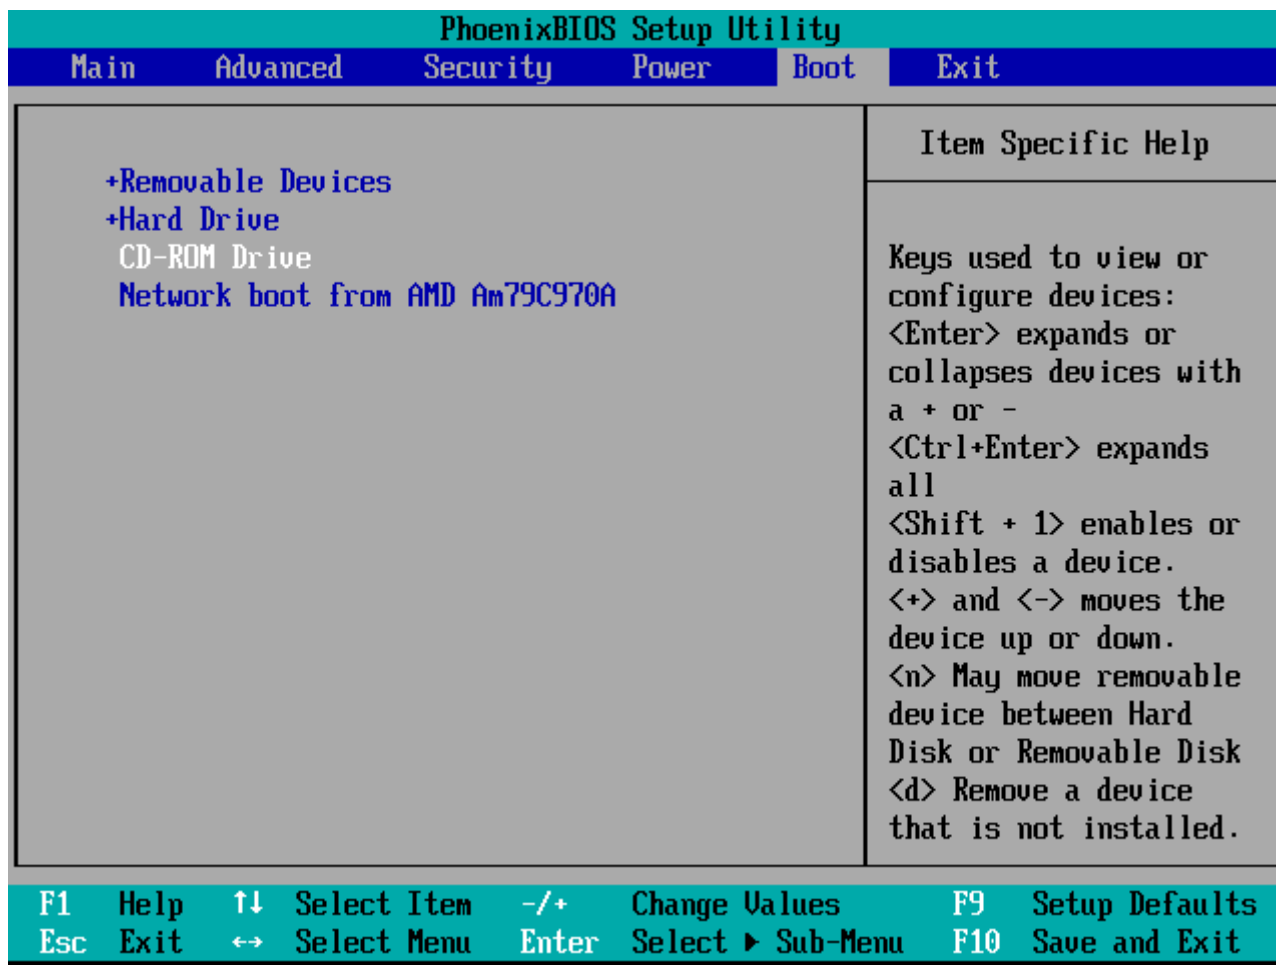 PhoenixBIOS Setup Utility
Main Advanced Security Power Boot Exit
+Removable Devices
+Hard Drive
CD-ROM Drive
Network boot from AMD Am79C970A
Item Specific Help
Keys used to view or
configure devices:
<Enter> expands or
collapses devices with
a + or -
<Ctrl+Enter> expands
all
<Shift + 1> enables or
disables a device.
<+> and <-> moves the
device up or down.
<n> May move removable
device between Hard
Disk or Removable Disk
<d> Remove a device
that is not installed.
F1 Help ↑↓ Select Item -/+ Change Values F9 Setup Defaults
Esc Exit ↔ Select Menu Enter Select ▶ Sub-Menu F10 Save and Exit